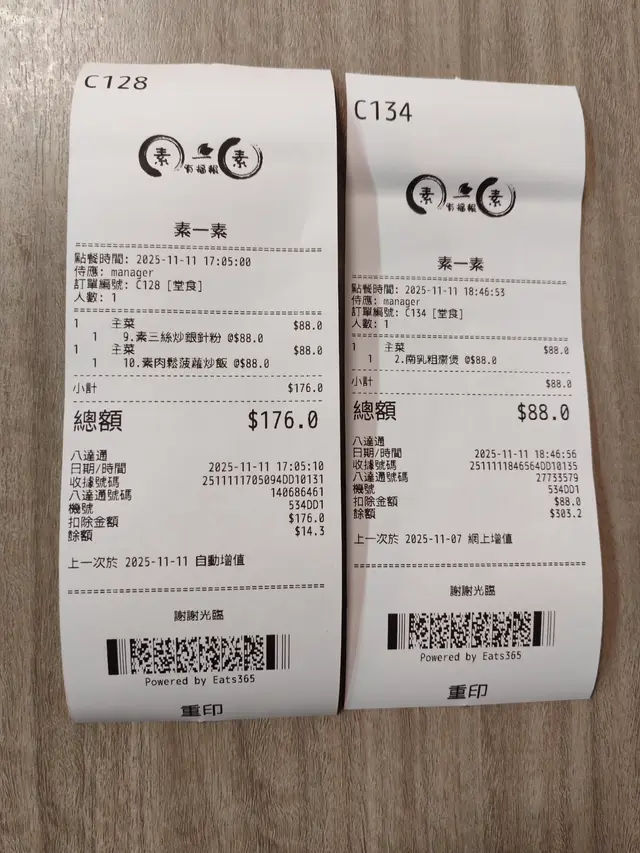 C128
素一素
有福報
素一素
點餐時間: 2025-11-11 17:05:00
侍應: manager
訂單編號: C128 [堂食]
人數: 1
1 主菜 $88.0
1 9.素三絲炒銀針粉 @$88.0
1 主菜 $88.0
1 10.素肉鬆菠蘿炒飯 @$88.0
小計 $176.0
總額 $176.0
八達通
日期/時間 2025-11-11 17:05:10
收據號碼 2511111705094DD10131
八達通號碼 140686461
機號 534DD1
扣除金額 $176.0
餘額 $14.3
上一次於 2025-11-11 自動增值
謝謝光臨
Powered by Eats365
重印
C134
素一素
有福報
素一素
點餐時間: 2025-11-11 18:46:53
侍應: manager
訂單編號: C134 [堂食]
人數: 1
1 主菜 $88.0
1 2.南乳粗齋煲 @$88.0
小計 $88.0
總額 $88.0
八達通
日期/時間 2025-11-11 18:46:56
收據號碼 2511111846564DD10135
八達通號碼 27733579
機號 534DD1
扣除金額 $88.0
餘額 $303.2
上一次於 2025-11-07 網上增值
謝謝光臨
Powered by Eats365
重印